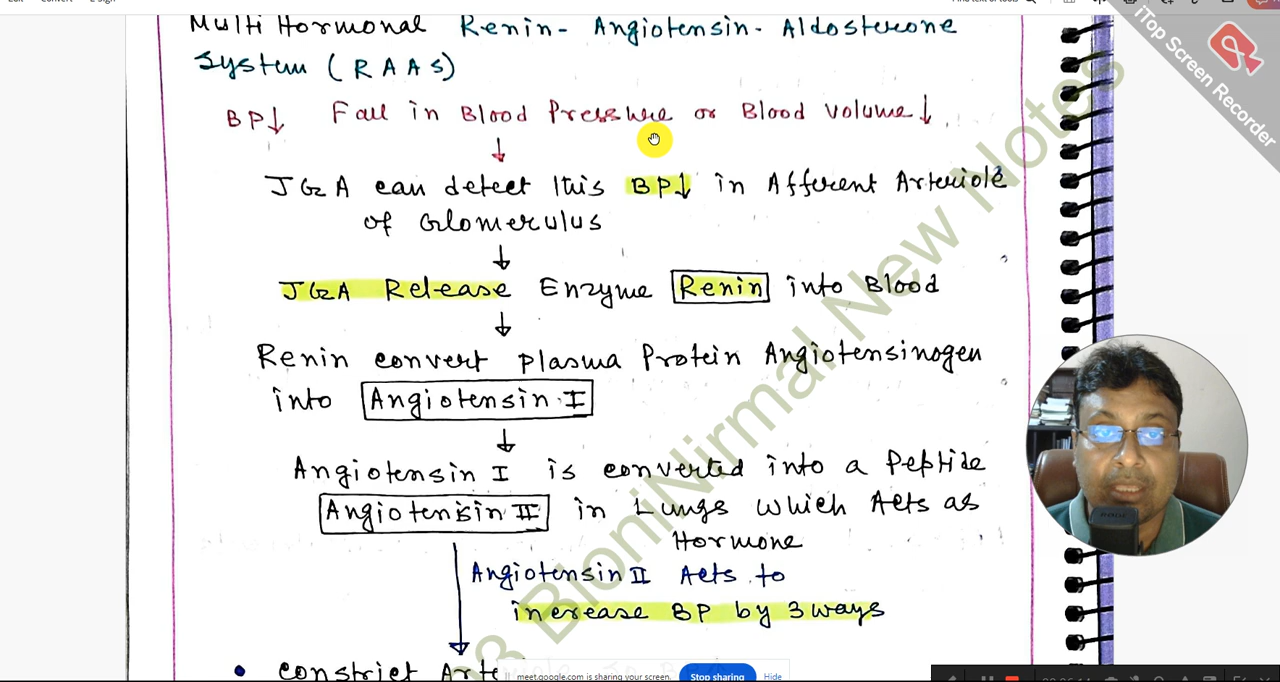 Multi Hormonal Renin- Angiotensin- Aldosterone
System (RAAS)
BP↓ Fall in Blood Pressure or Blood volume↓
↓
JGA can detect this BP↓ in Afferent Arteriole
of Glomerulus
↓
JGA Release Enzyme Renin into Blood
↓
Renin convert plasma Protein Angiotensinogen
into Angiotensin I
↓
Angiotensin I is converted into a Peptide
Angiotensin II in Lungs which Acts as
Hormone
Angiotensin II Acts to
increase BP by 3 ways
• Constrict
meet.google.com is sharing your screen.
Stop sharing
Hide
iTop Screen Recorder
BioniNirmal New Notes